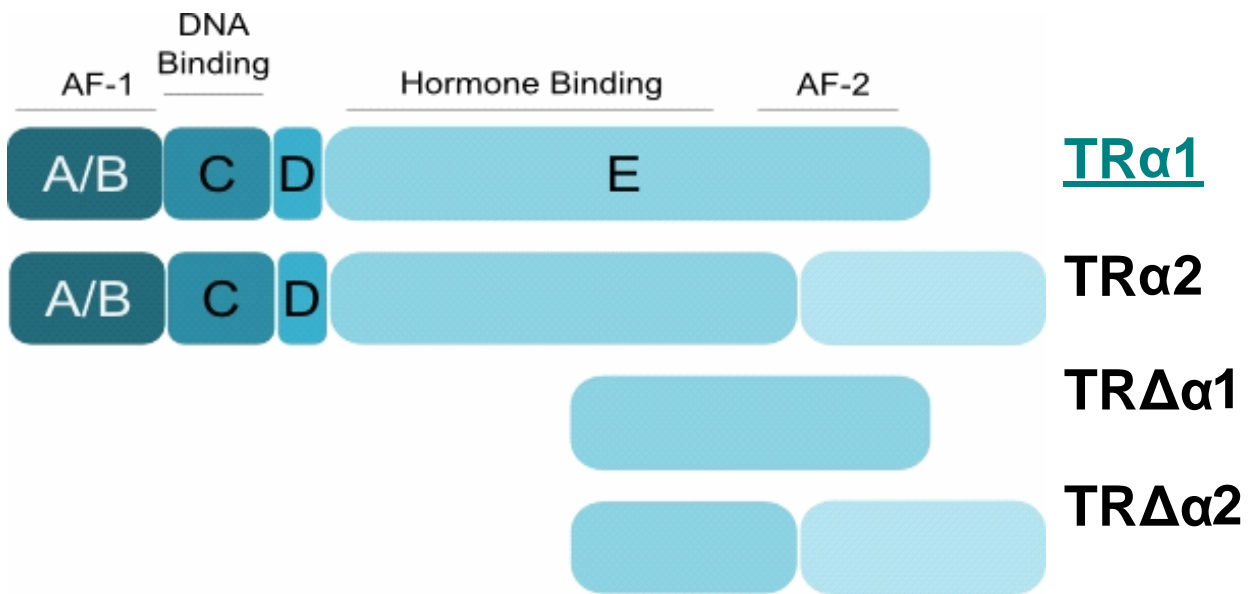 DNA
Binding
AF-1
Hormone Binding
AF-2
A/B C D E TRα1
A/B C D TRα2
TRΔα1
TRΔα2